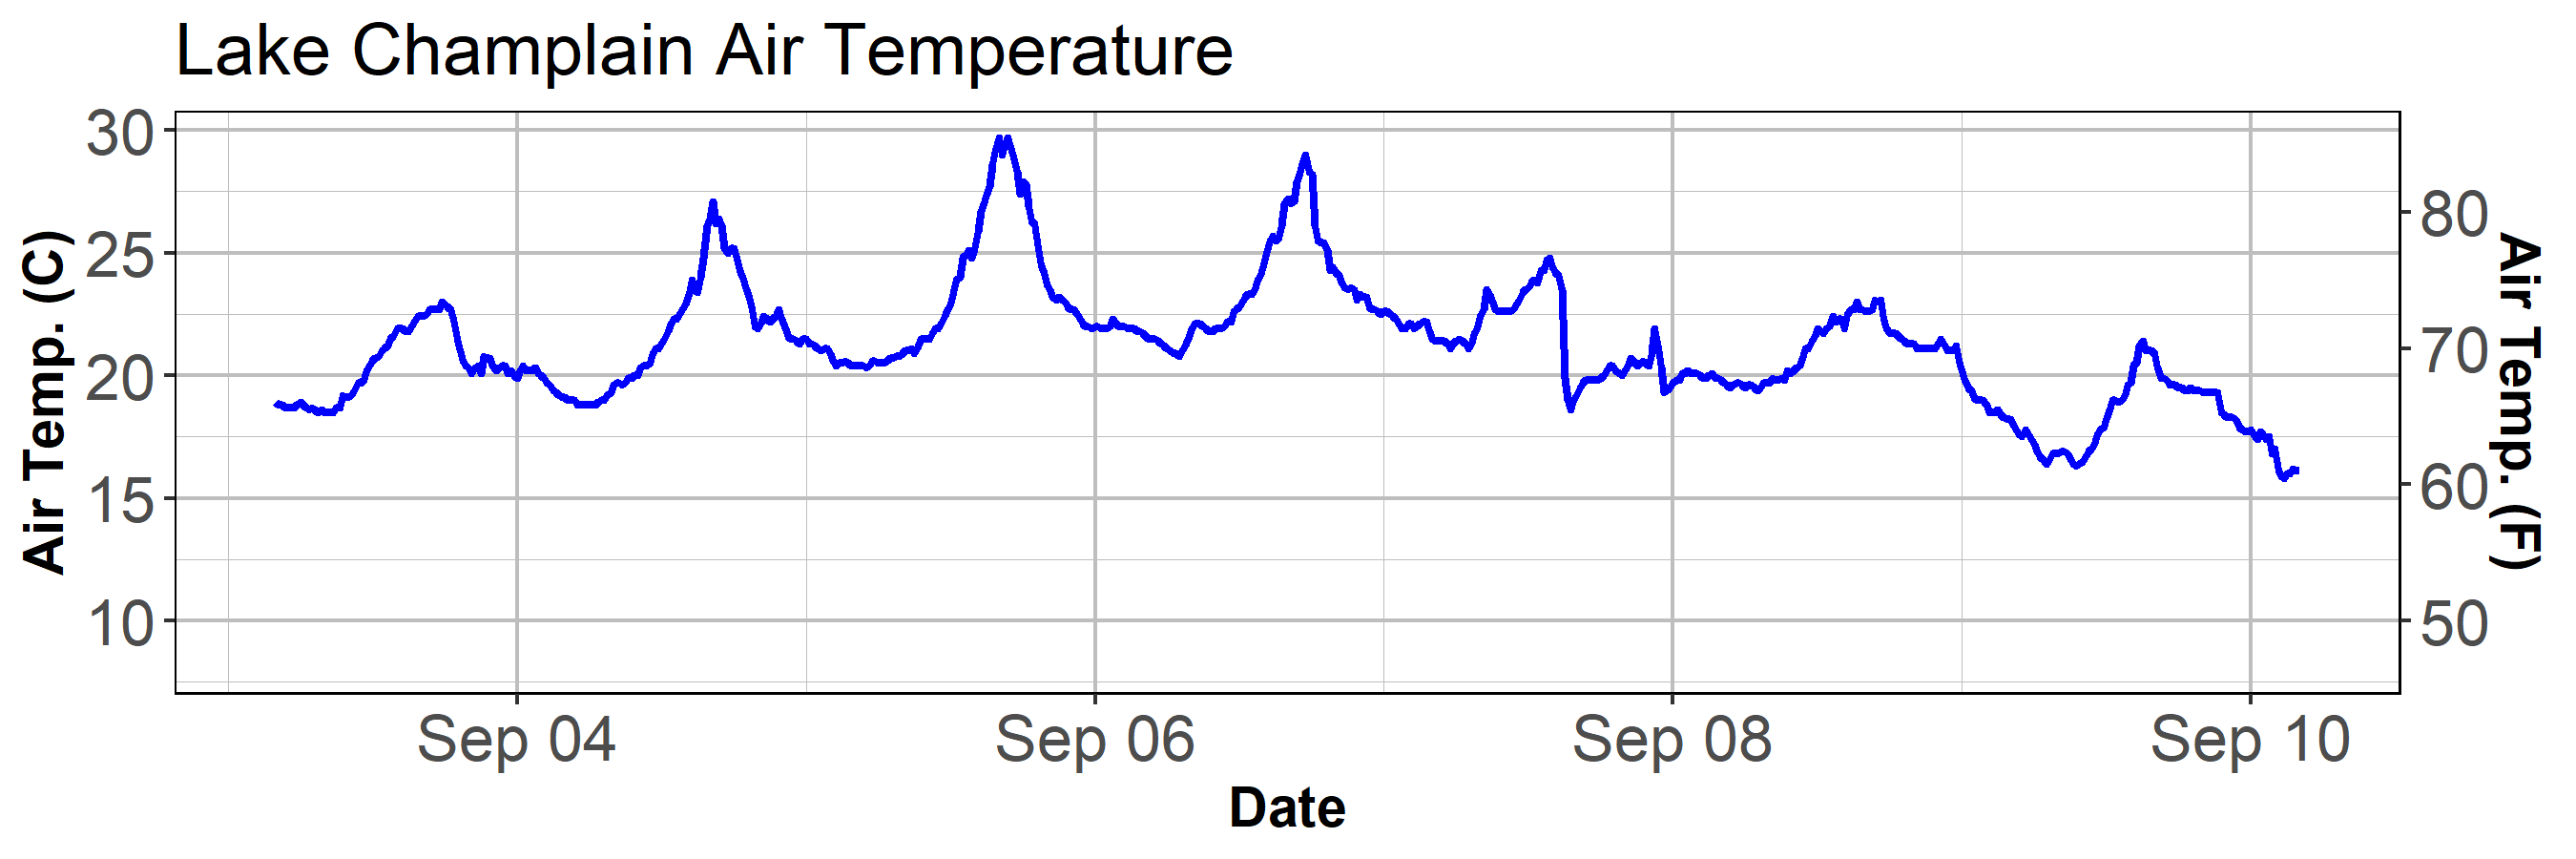 Lake Champlain Air Temperature
30
25
20
15
10
Air Temp. (C)
80
70
60
50
Air Temp. (F)
Sep 04
Sep 06
Sep 08
Sep 10
Date